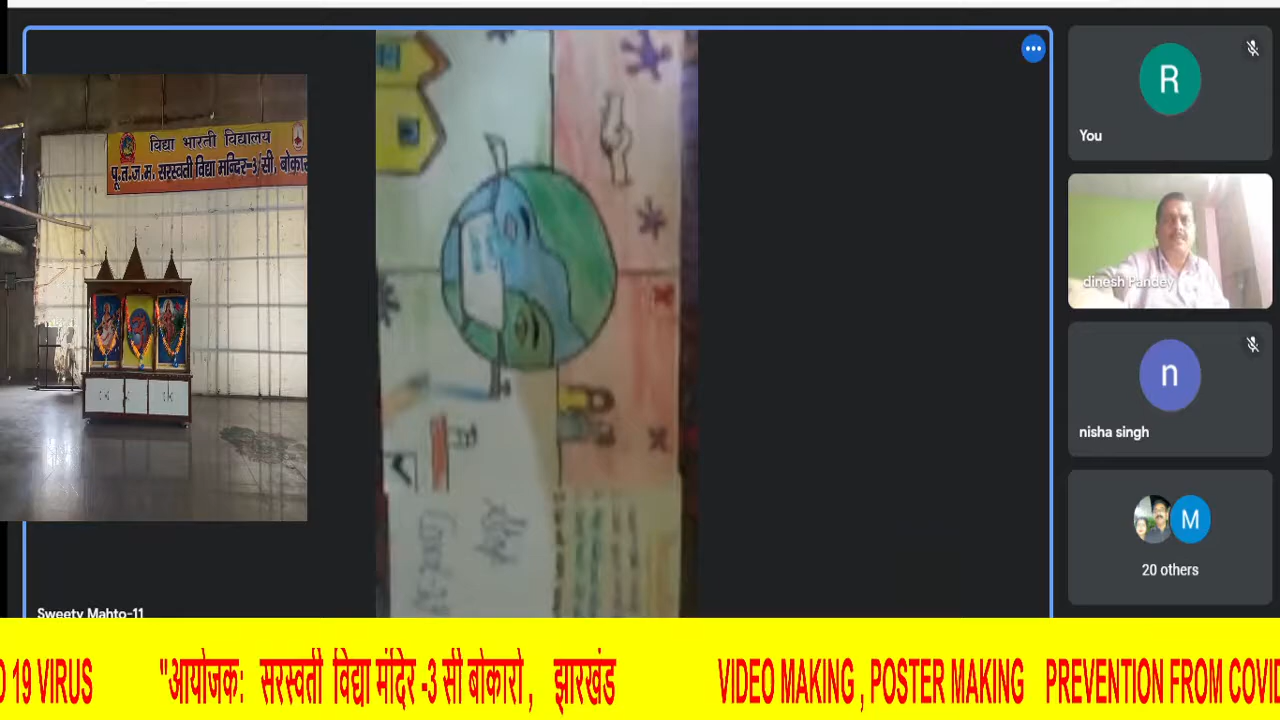 विद्या भारती विद्यालय
पू.त.ज.म. सरस्वती विद्या मन्दिर-3/सी. बोकारो
R
You
dinesh Pandey
n
nisha singh
M
20 others
Sweety Mahto-11
Stop
19 VIRUS "आयोजक: सरस्वती विद्या मंदिर -3 सी बोकारो , झारखंड VIDEO MAKING , POSTER MAKING PREVENTION FROM COVID